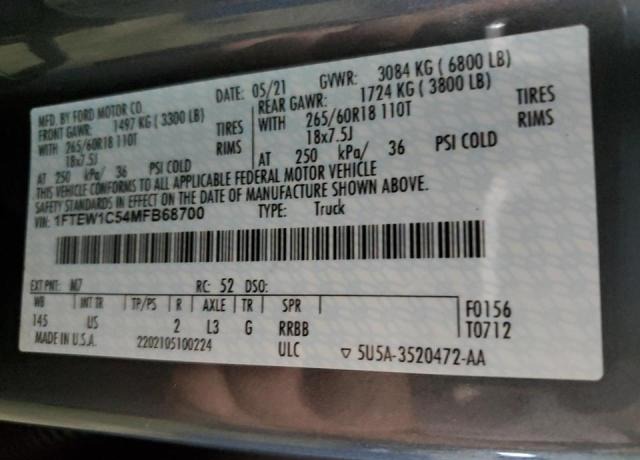 MFD. BY FORD MOTOR CO. DATE: 05/21 GVWR: 3084 KG ( 6800 LB)
FRONT GAWR: 1497 KG ( 3300 LB) REAR GAWR: 1724 KG ( 3800 LB)
WITH 265/60R18 110T TIRES WITH 265/60R18 110T TIRES
18x7.5J RIMS 18x7.5J RIMS
AT 250 kPa/ 36 PSI COLD AT 250 kPa/ 36 PSI COLD
THIS VEHICLE CONFORMS TO ALL APPLICABLE FEDERAL MOTOR VEHICLE
SAFETY STANDARDS IN EFFECT ON THE DATE OF MANUFACTURE SHOWN ABOVE.
VIN: 1FTEW1C54MFB68700 TYPE: Truck
EXT PNT: M7 RC: 52 DSO:
WB INT TR TP/PS R AXLE TR SPR F0156
145 US 2 L3 G RRBB T0712
MADE IN U.S.A. 2202105100224 ULC ▽ 5U5A-3520472-AA